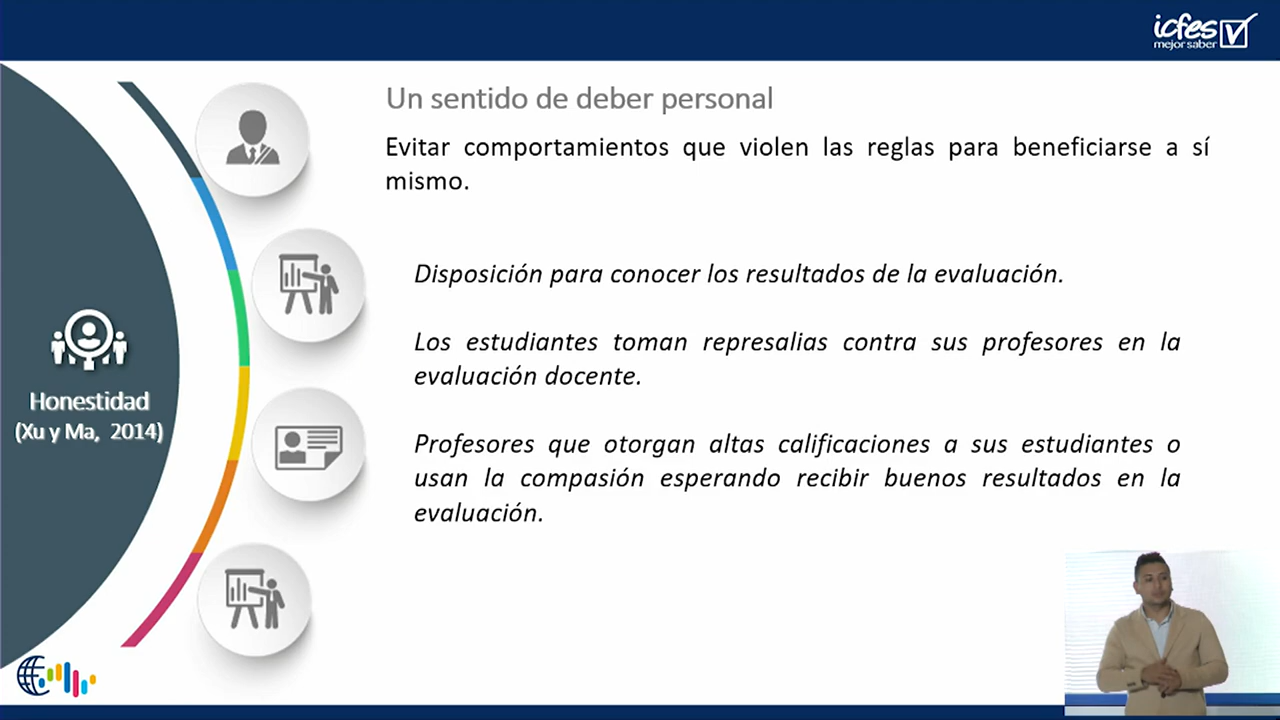 icfes
mejor saber
Un sentido de deber personal
Evitar comportamientos que violen las reglas para beneficiarse a sí
mismo.
Disposición para conocer los resultados de la evaluación.
Los estudiantes toman represalias contra sus profesores en la
evaluación docente.
Profesores que otorgan altas calificaciones a sus estudiantes o
usan la compasión esperando recibir buenos resultados en la
evaluación.
Honestidad
(Xu y Ma, 2014)